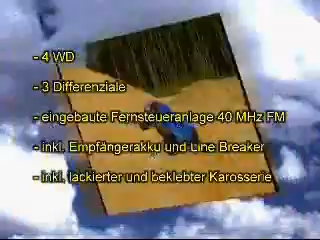 - 4 WD
- 3 Differenziale
- eingebaute Fernsteueranlage 40 MHz FM
- inkl. Empfängerakku und Line Breaker
- inkl. lackierter und beklebter Karosserie